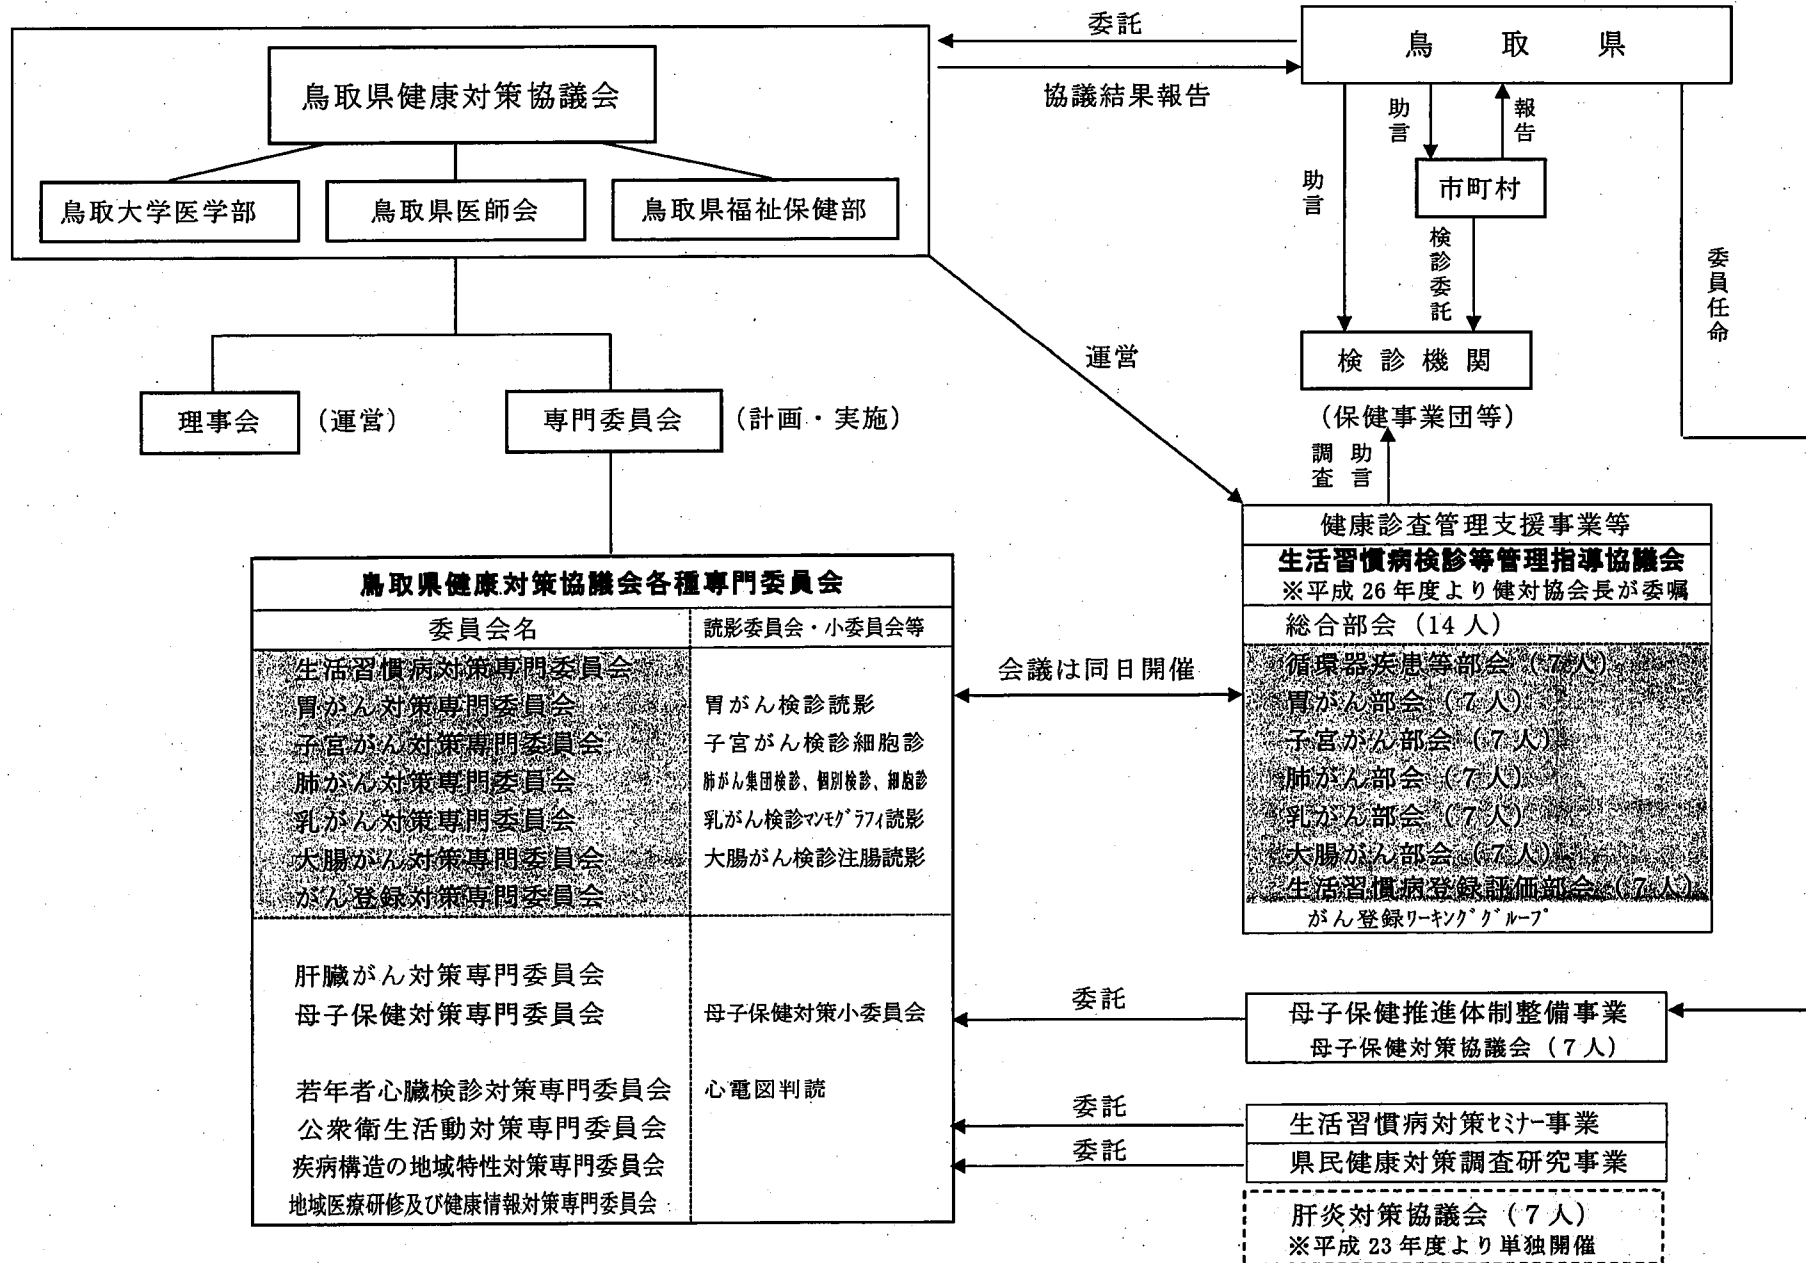 委託
鳥取県
鳥取県健康対策協議会
協議結果報告
助言
報告
鳥取大学医学部
鳥取県医師会
鳥取県福祉保健部
助言
市町村
検診委託
委員任命
運営
検診機関
(保健事業団等)
理事会
(運営)
専門委員会
(計画・実施)
調査
助言
健康診査管理支援事業等
生活習慣病検診等管理指導協議会
※平成26年度より健対協会長が委嘱
総合部会(14人)
循環器疾患等部会(7人)
胃がん部会(7人)
子宮がん部会(7人)
肺がん部会(7人)
乳がん部会(7人)
大腸がん部会(7人)
生活習慣病登録評価部会(7人)
がん登録ワーキンググループ
鳥取県健康対策協議会各種専門委員会
委員会名
読影委員会・小委員会等
生活習慣病対策専門委員会
胃がん対策専門委員会
胃がん検診読影
子宮がん対策専門委員会
子宮がん検診細胞診
肺がん対策専門委員会
肺がん集団検診、個別検診、細胞診
乳がん対策専門委員会
乳がん検診マンモグラフィ読影
大腸がん対策専門委員会
大腸がん検診注腸読影
がん登録対策専門委員会
会議は同日開催
肝臓がん対策専門委員会
母子保健対策専門委員会
母子保健対策小委員会
委託
母子保健推進体制整備事業
母子保健対策協議会(7人)
若年者心臓検診対策専門委員会
心電図判読
公衆衛生活動対策専門委員会
委託
生活習慣病対策セミナー事業
疾病構造の地域特性対策専門委員会
委託
県民健康対策調査研究事業
地域医療研修及び健康情報対策専門委員会
肝炎対策協議会(7人)
※平成23年度より単独開催